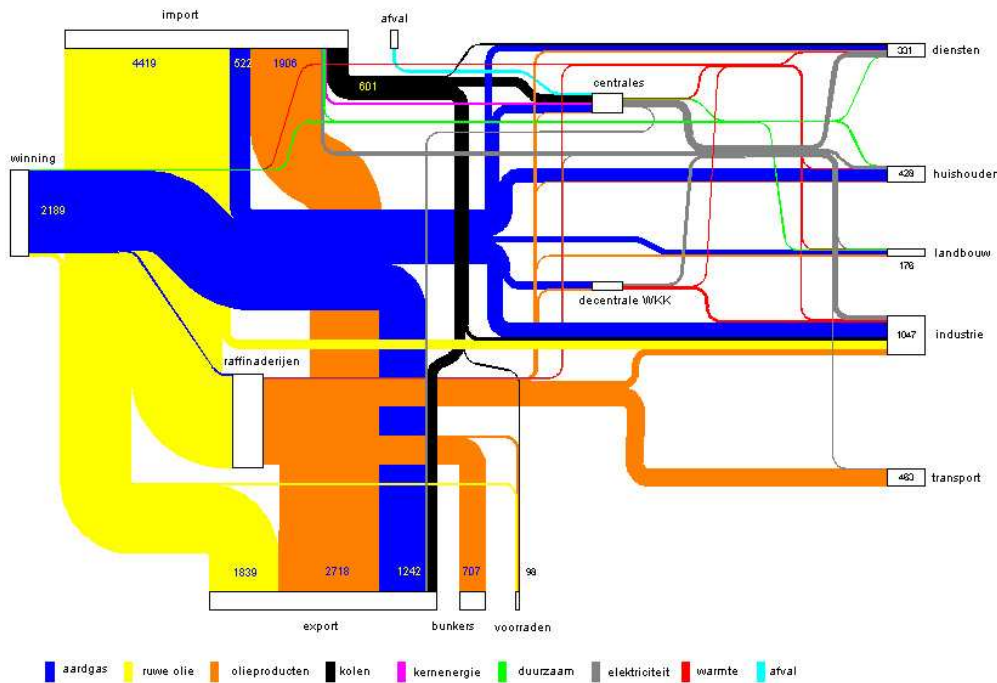 import
afval
4419
522
1906
601
331
diensten
centrales
winning
2189
428
huishouden
landbouw
176
decentrale WKK
1047
industrie
raffinaderijen
463
transport
1839
2718
1242
707
98
export
bunkers
voorraden
aardgas
ruwe olie
olieproducten
kolen
kernenergie
duurzaam
elektriciteit
warmte
afval